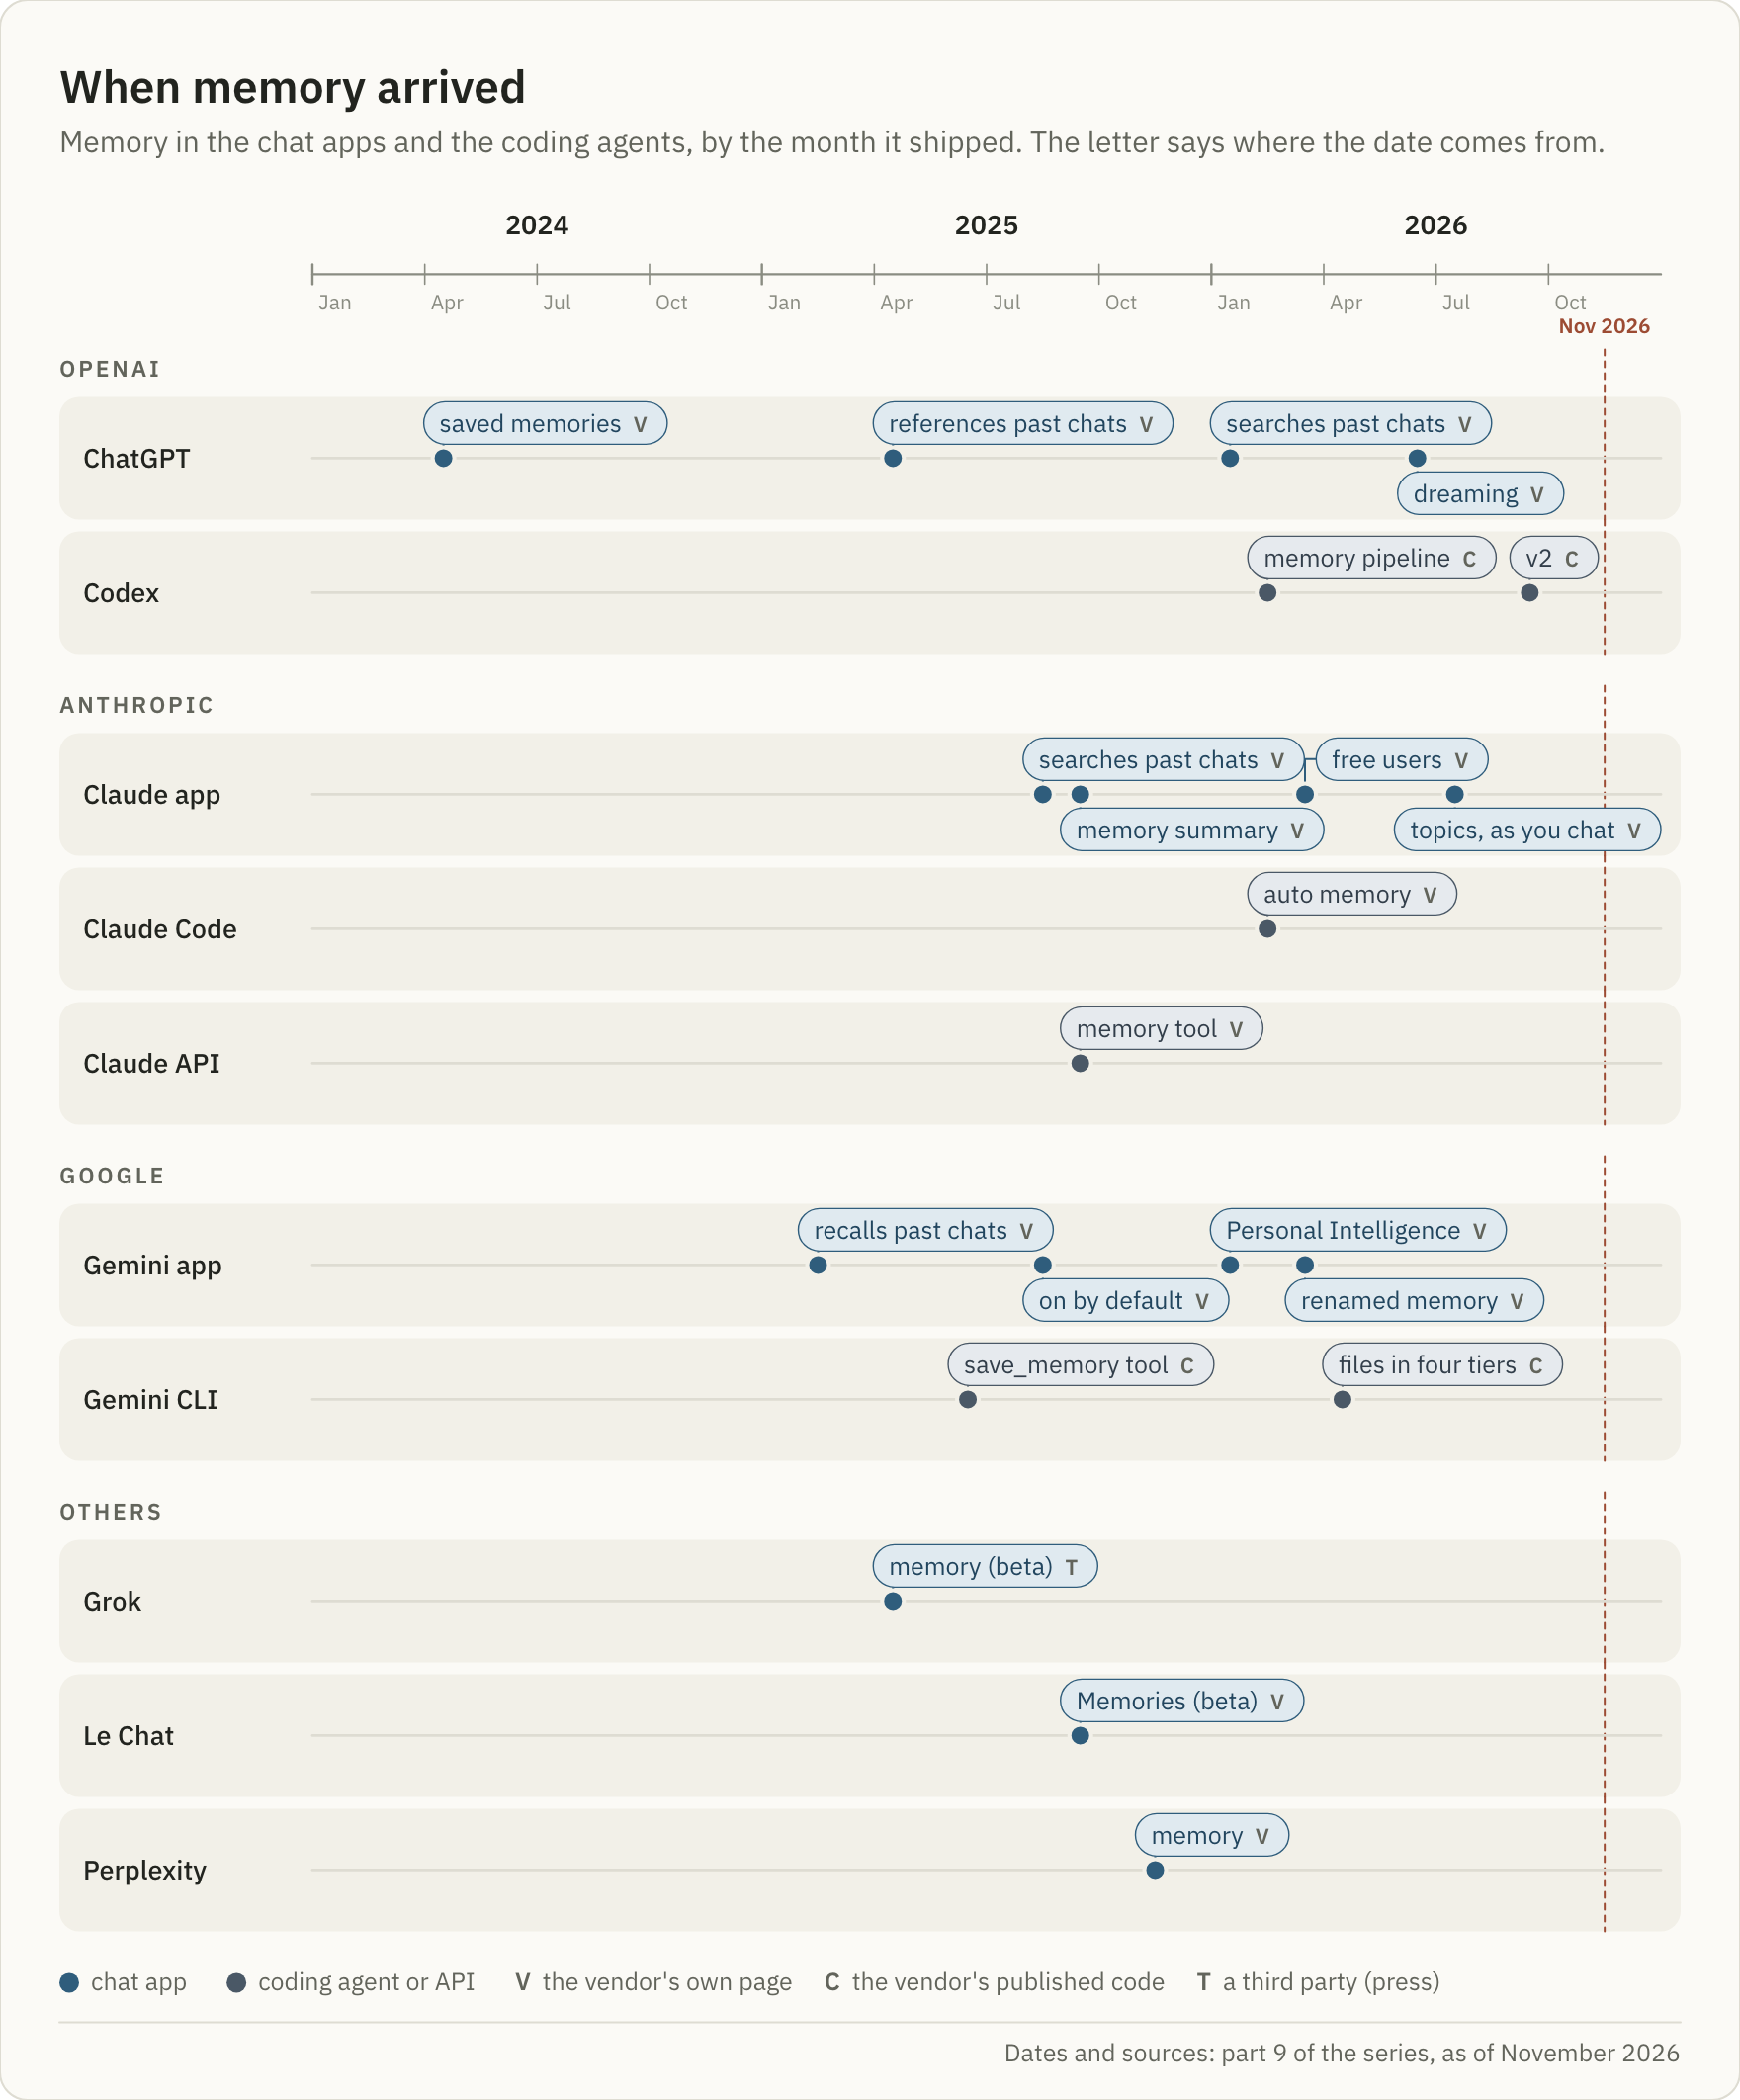 When memory arrived
Memory in the chat apps and the coding agents, by the month it shipped. The letter says where the date comes from.
2024 2025 2026
Jan Apr Jul Oct Jan Apr Jul Oct Jan Apr Jul Oct
Nov 2026
OPENAI
saved memories V references past chats V searches past chats V
ChatGPT
dreaming V
memory pipeline C v2 C
Codex
ANTHROPIC
searches past chats V free users V
Claude app
memory summary V topics, as you chat V
auto memory V
Claude Code
memory tool V
Claude API
GOOGLE
recalls past chats V Personal Intelligence V
Gemini app
on by default V renamed memory V
save_memory tool C files in four tiers C
Gemini CLI
OTHERS
memory (beta) T
Grok
Memories (beta) V
Le Chat
memory V
Perplexity
chat app coding agent or API V the vendor's own page C the vendor's published code T a third party (press)
Dates and sources: part 9 of the series, as of November 2026